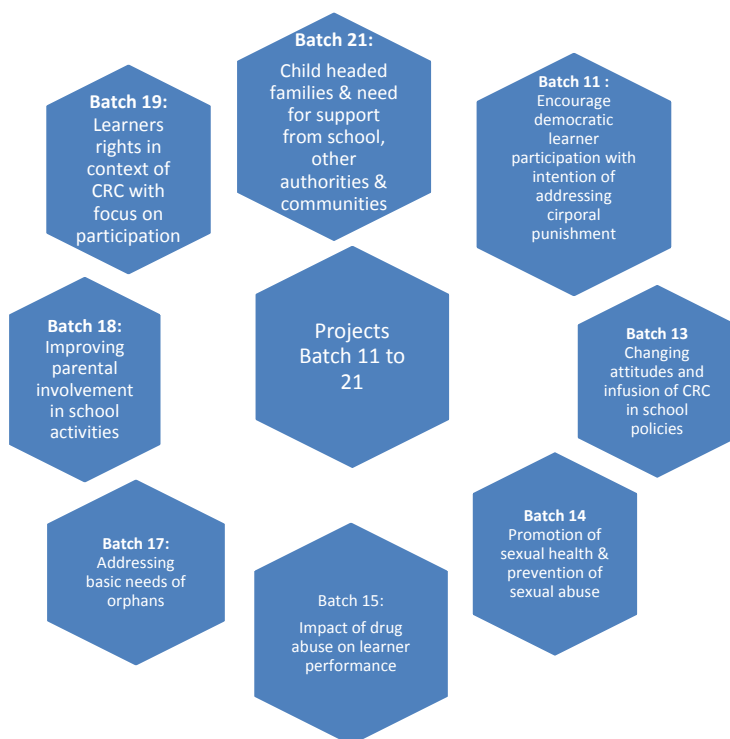 Batch 21:
Child headed
families & need
for support
from school,
other
authorities &
communities
Batch 11 :
Encourage
democratic
learner
participation with
intention of
addressing
cirporal
punishment
Batch 13
Changing
attitudes and
infusion of CRC
in school
policies
Batch 14
Promotion of
sexual health &
prevention of
sexual abuse
Batch 15:
Impact of drug
abuse on learner
performance
Batch 17:
Addressing
basic needs of
orphans
Batch 18:
Improving
parental
involvement
in school
activities
Batch 19:
Learners
rights in
context of
CRC with
focus on
participation
Projects
Batch 11 to
21